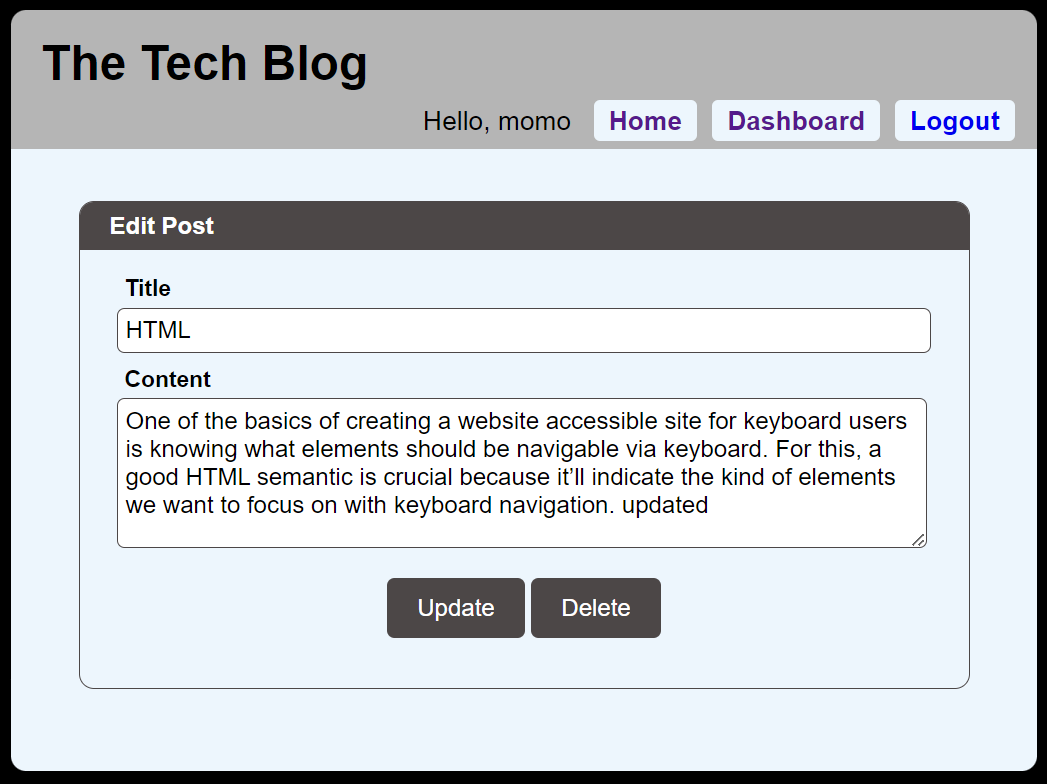 The Tech Blog
Hello, momo Home Dashboard Logout
Edit Post
Title
HTML
Content
One of the basics of creating a website accessible site for keyboard users
is knowing what elements should be navigable via keyboard. For this, a
good HTML semantic is crucial because it’ll indicate the kind of elements
we want to focus on with keyboard navigation. updated
Update Delete